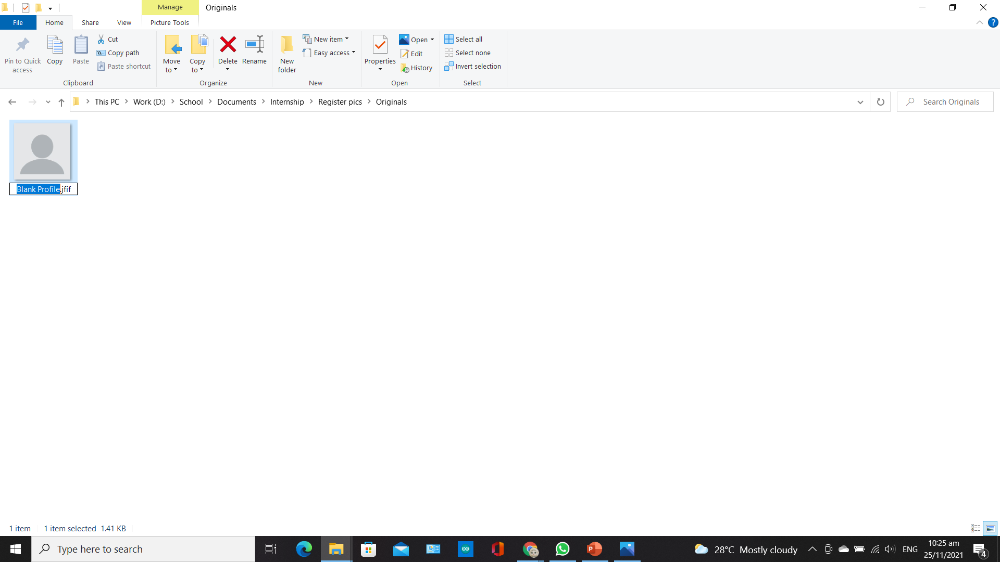 Manage
Originals
File
Home
Share
View
Picture Tools
Pin to Quick access
Copy
Paste
Cut
Copy path
Paste shortcut
Clipboard
Move to
Copy to
Delete
Rename
Organize
New folder
New item
Easy access
New
Properties
Open
Edit
History
Open
Select all
Select none
Invert selection
Select
This PC > Work (D:) > School > Documents > Internship > Register pics > Originals
Search Originals
Blank Profile.jfif
1 item
1 item selected 1.41 KB
Type here to search
28°C Mostly cloudy
ENG
10:25 am
25/11/2021
4